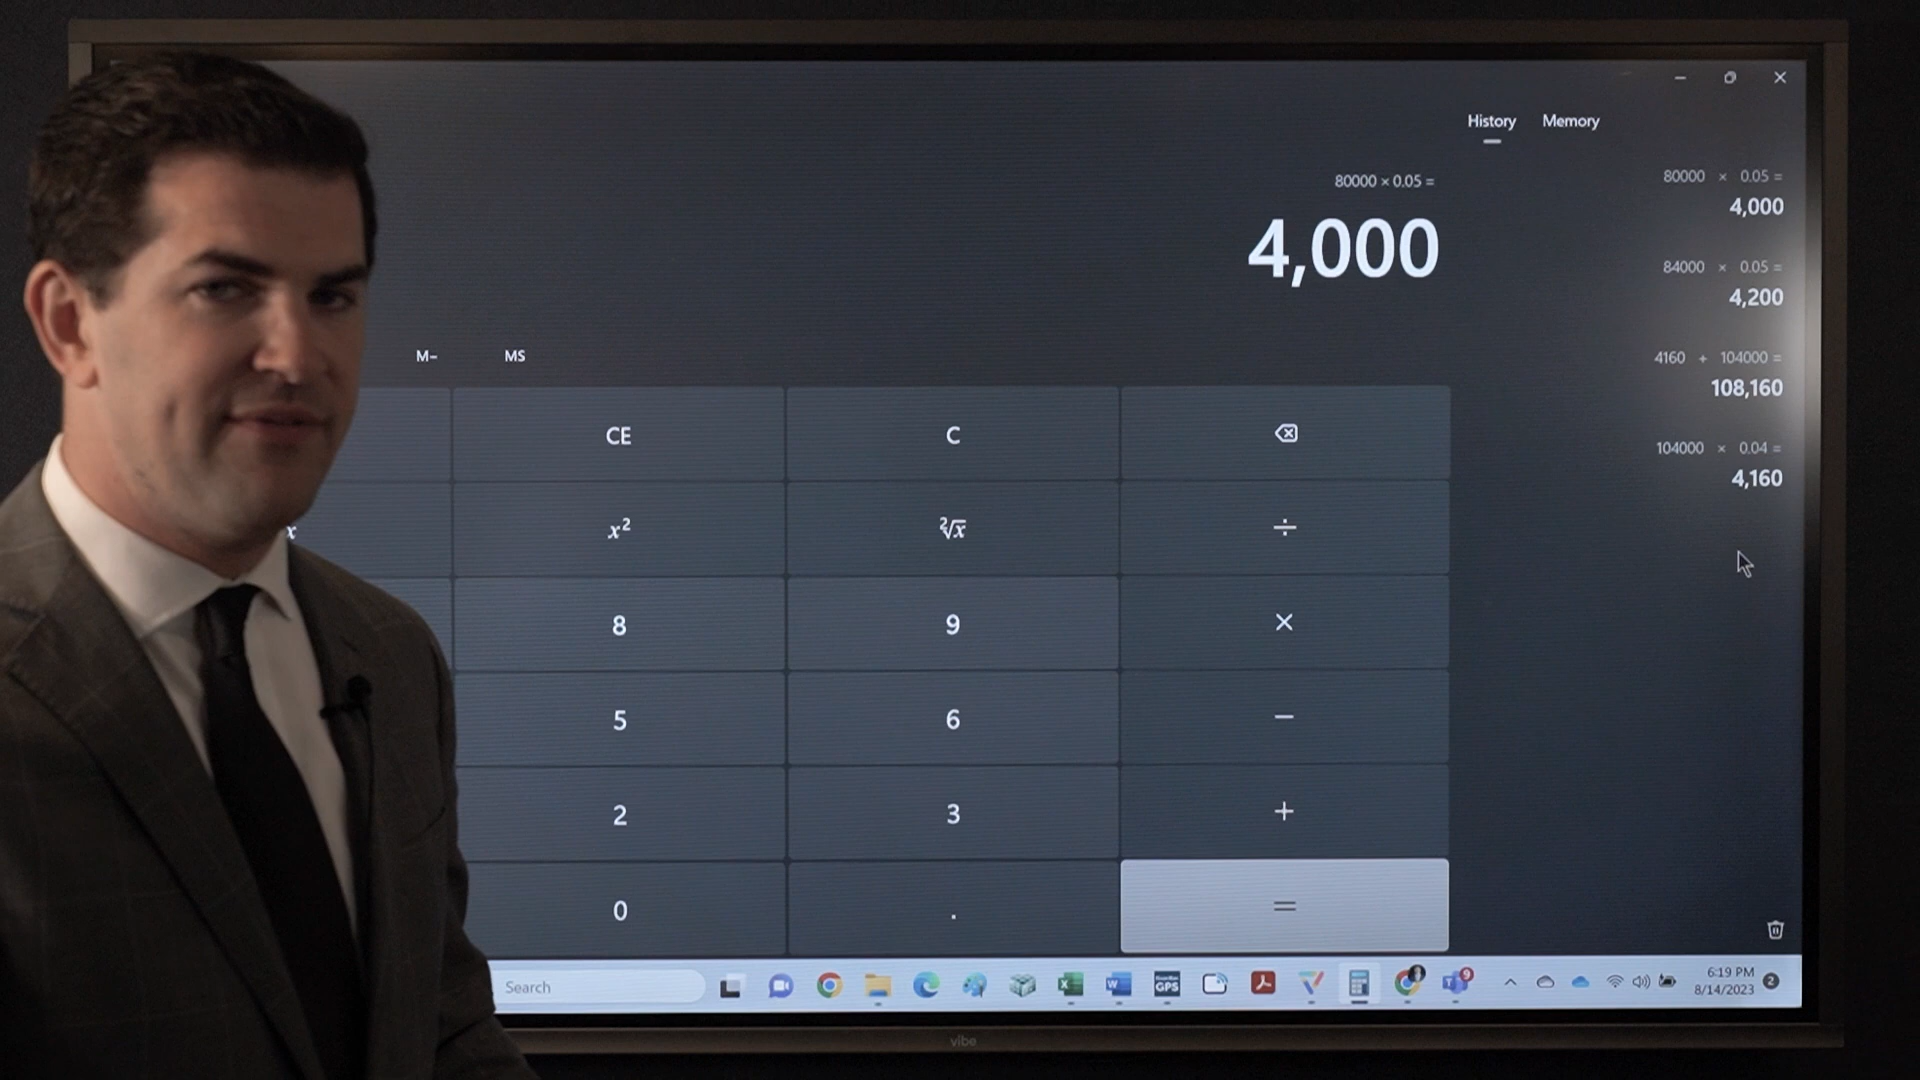 History Memory
80000 × 0.05 =
4,000
80000 × 0.05 =
4,000
84000 × 0.05 =
4,200
4160 + 104000 =
108,160
104000 × 0.04 =
4,160
M- MS
CE C
x x² ²√x ÷
8 9 ×
5 6 −
2 3 +
0 . =
Search
GPS
9
6:19 PM
8/14/2023
2
vibe